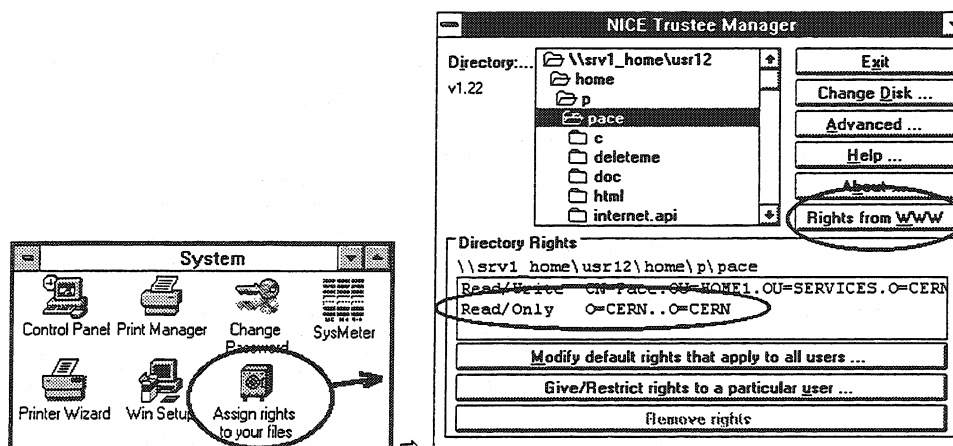 NICE Trustee Manager
Directory:...
v1.22
\\srv1_home\usr12
home
p
pace
c
deleteme
doc
html
internet.api
Exit
Change Disk ...
Advanced ...
Help ...
About ...
Rights from WWW
Directory Rights
\\srv1_home\usr12\home\p\pace
Read/Write CN=Pace.OU=HOME1.OU=SERVICES.O=CERN
Read/Only O=CERN..O=CERN
Modify default rights that apply to all users ...
Give/Restrict rights to a particular user ...
Remove rights
System
Control Panel
Print Manager
Change
Password
SysMeter
Printer Wizard
Win Setup
Assign rights
to your files